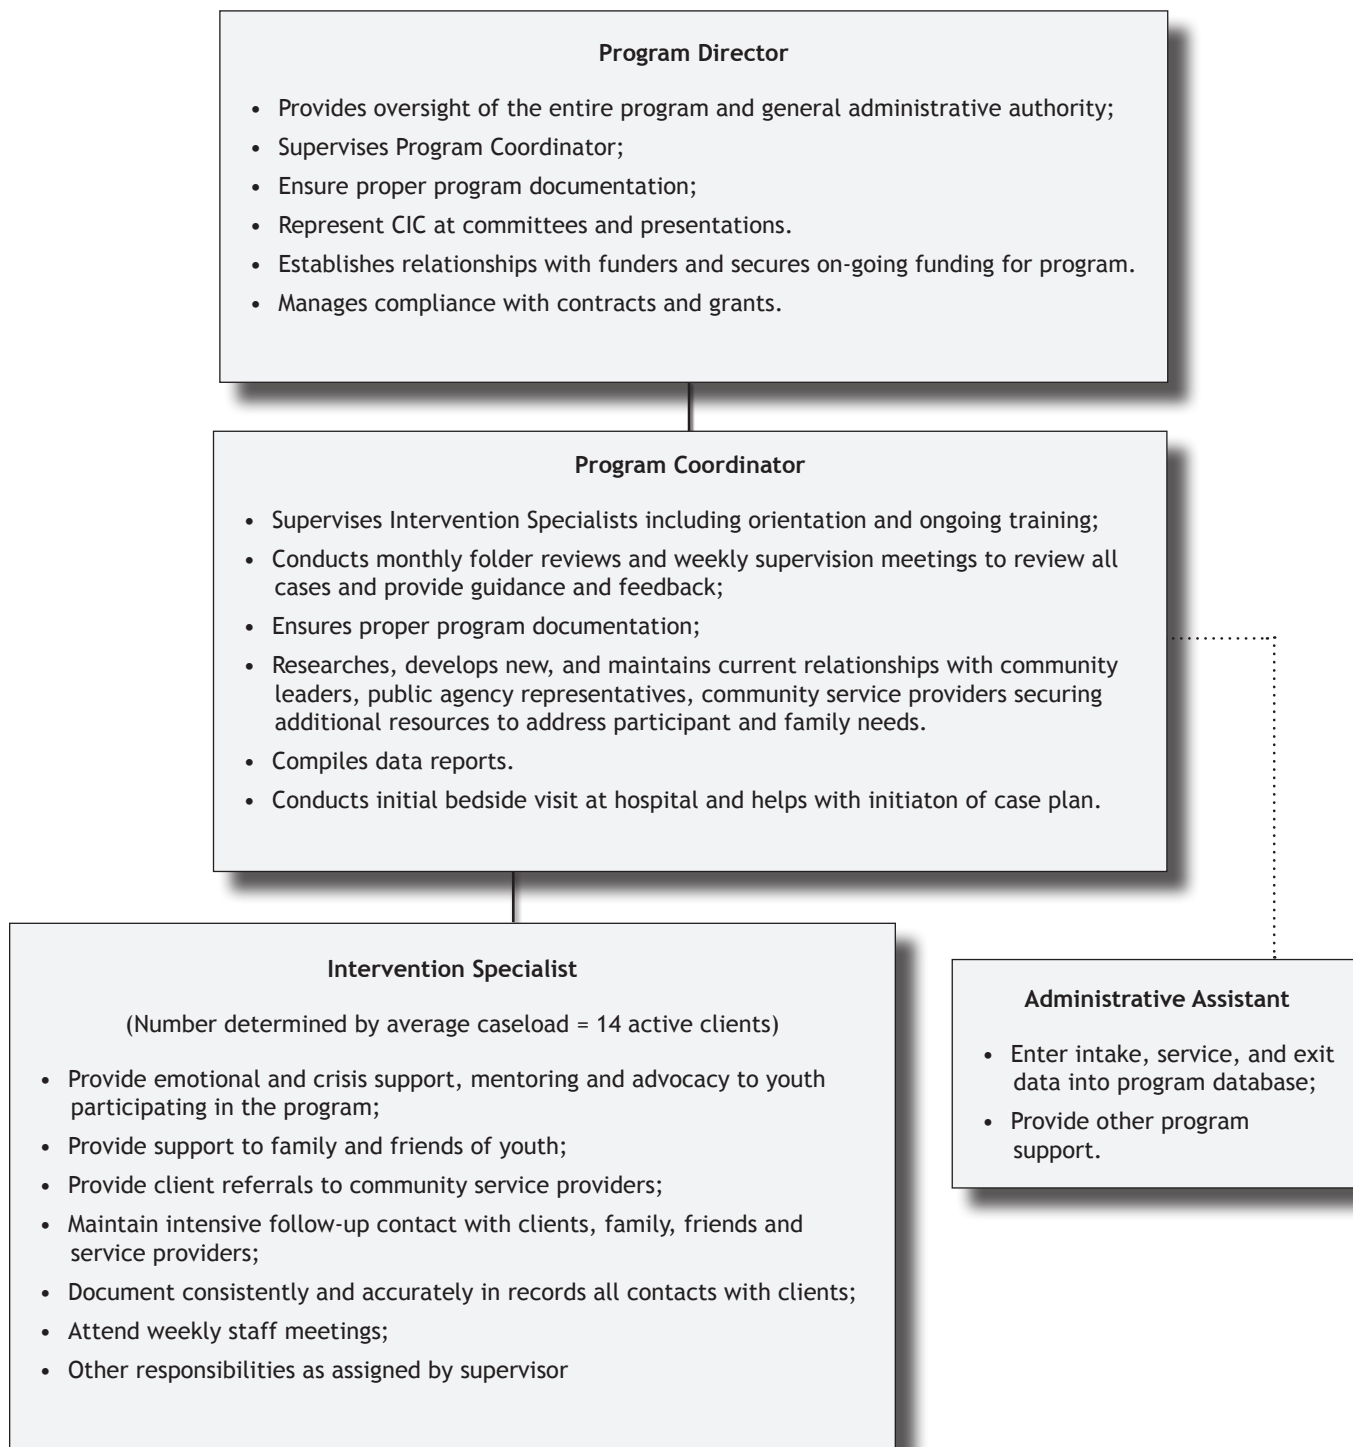 Program Director
• Provides oversight of the entire program and general administrative authority;
• Supervises Program Coordinator;
• Ensure proper program documentation;
• Represent CIC at committees and presentations.
• Establishes relationships with funders and secures on-going funding for program.
• Manages compliance with contracts and grants.
Program Coordinator
• Supervises Intervention Specialists including orientation and ongoing training;
• Conducts monthly folder reviews and weekly supervision meetings to review all
cases and provide guidance and feedback;
• Ensures proper program documentation;
• Researches, develops new, and maintains current relationships with community
leaders, public agency representatives, community service providers securing
additional resources to address participant and family needs.
• Compiles data reports.
• Conducts initial bedside visit at hospital and helps with initiaton of case plan.
Intervention Specialist
(Number determined by average caseload = 14 active clients)
• Provide emotional and crisis support, mentoring and advocacy to youth
participating in the program;
• Provide support to family and friends of youth;
• Provide client referrals to community service providers;
• Maintain intensive follow-up contact with clients, family, friends and
service providers;
• Document consistently and accurately in records all contacts with clients;
• Attend weekly staff meetings;
• Other responsibilities as assigned by supervisor
Administrative Assistant
• Enter intake, service, and exit
data into program database;
• Provide other program
support.